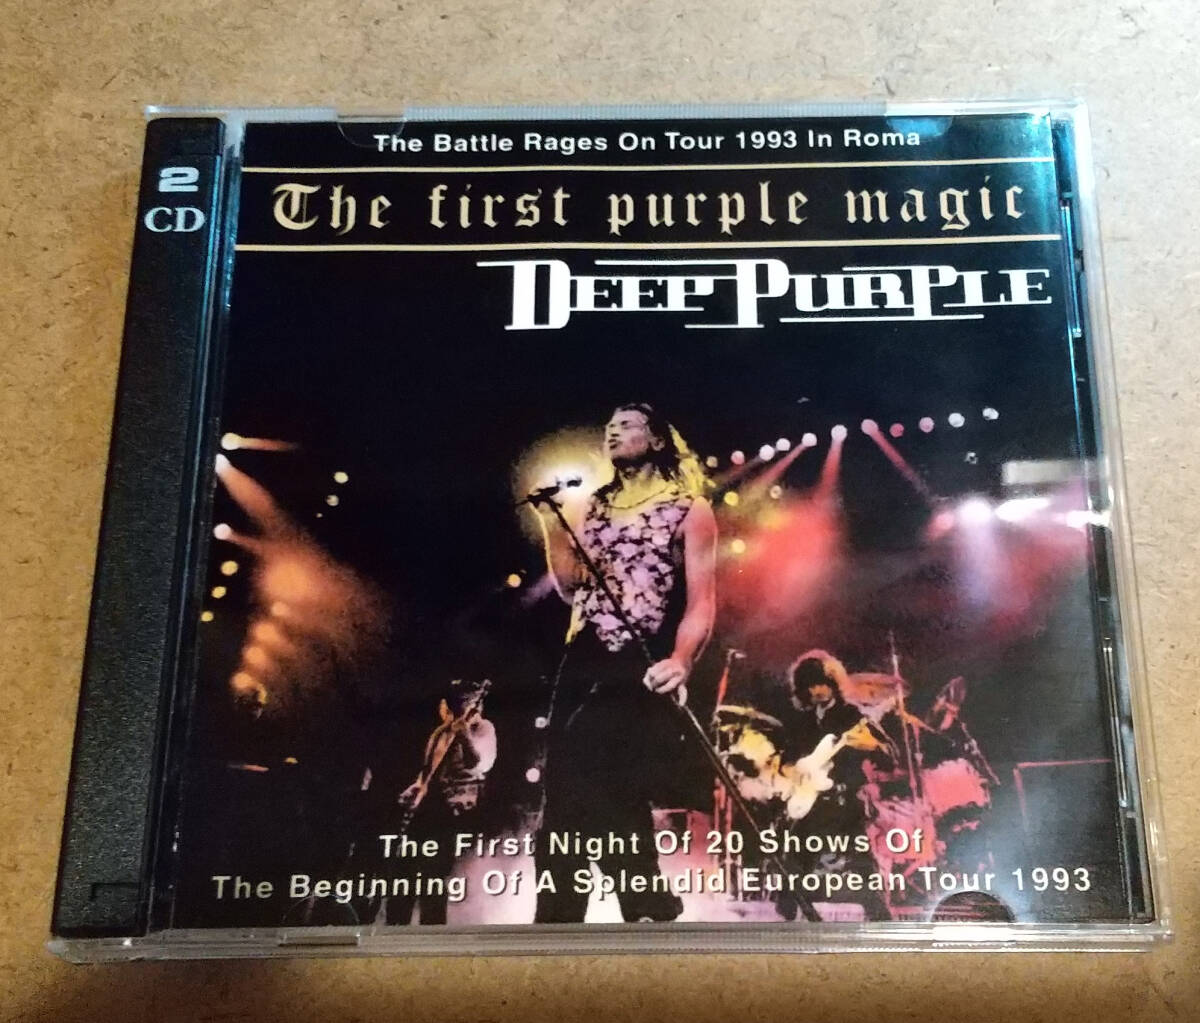 The Battle Rages On Tour 1993 In Roma
2
CD
The first purple magic
DEEP PURPLE
The First Night Of 20 Shows Of
The Beginning Of A Splendid European Tour 1993